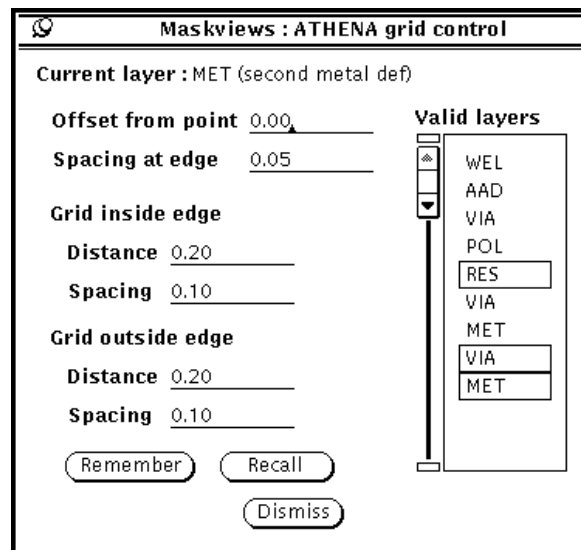 Maskviews : ATHENA grid control
Current layer : MET (second metal def)
Offset from point 0.00
Spacing at edge 0.05
Grid inside edge
Distance 0.20
Spacing 0.10
Grid outside edge
Distance 0.20
Spacing 0.10
Remember Recall
Dismiss
Valid layers
WEL
AAD
VIA
POL
RES
VIA
MET
VIA
MET